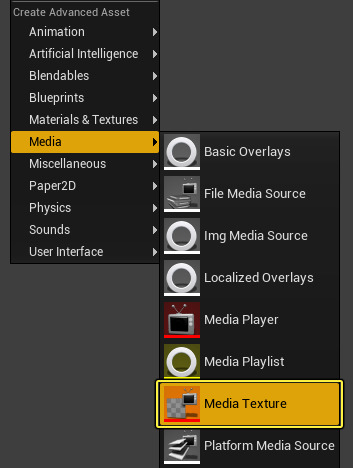 Create Advanced Asset
Animation
Artificial Intelligence
Blendables
Blueprints
Materials & Textures
Media
Miscellaneous
Paper2D
Physics
Sounds
User Interface
Basic Overlays
File Media Source
Img Media Source
Localized Overlays
Media Player
Media Playlist
Media Texture
Platform Media Source